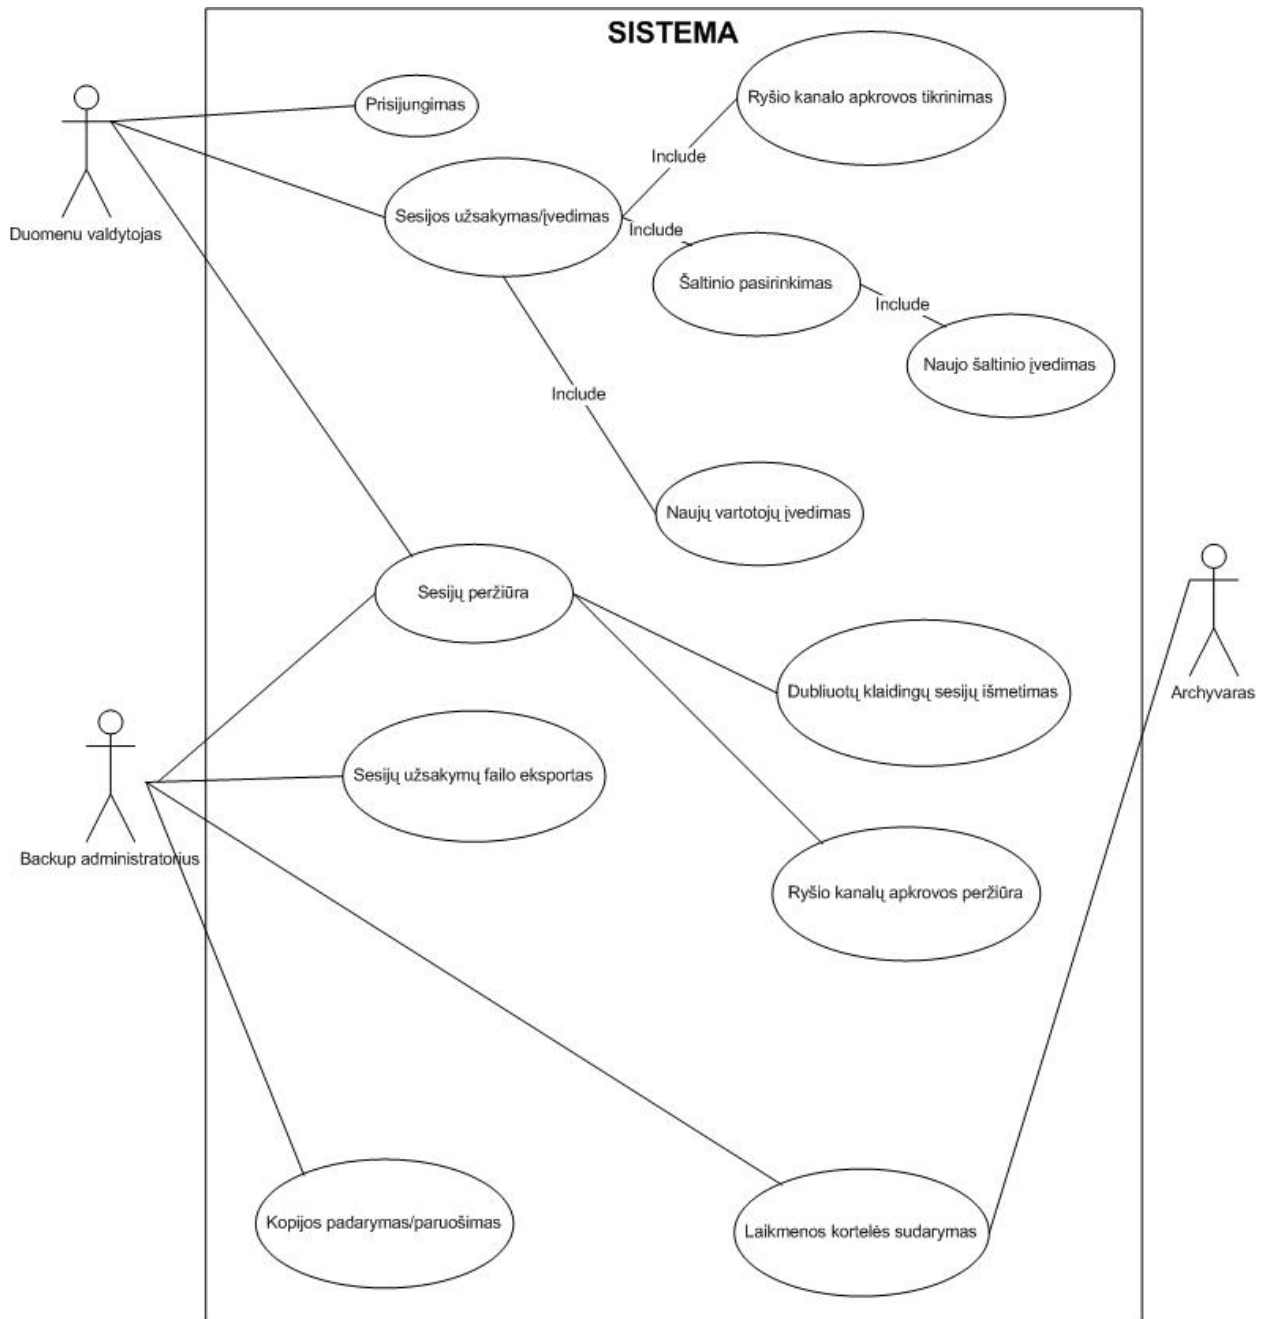 SISTEMA
Prisijungimas
Ryšio kanalo apkrovos tikrinimas
Include
Duomenu valdytojas
Sesijos užsakymas/įvedimas
Include
Šaltinio pasirinkimas
Include
Naujo šaltinio įvedimas
Include
Naujų vartotojų įvedimas
Sesijų peržiūra
Dubliuotų klaidingų sesijų išmetimas
Archyvaras
Sesijų užsakymų failo eksportas
Backup administratorius
Ryšio kanalų apkrovos peržiūra
Kopijos padarymas/paruošimas
Laikmenos kortelės sudarymas